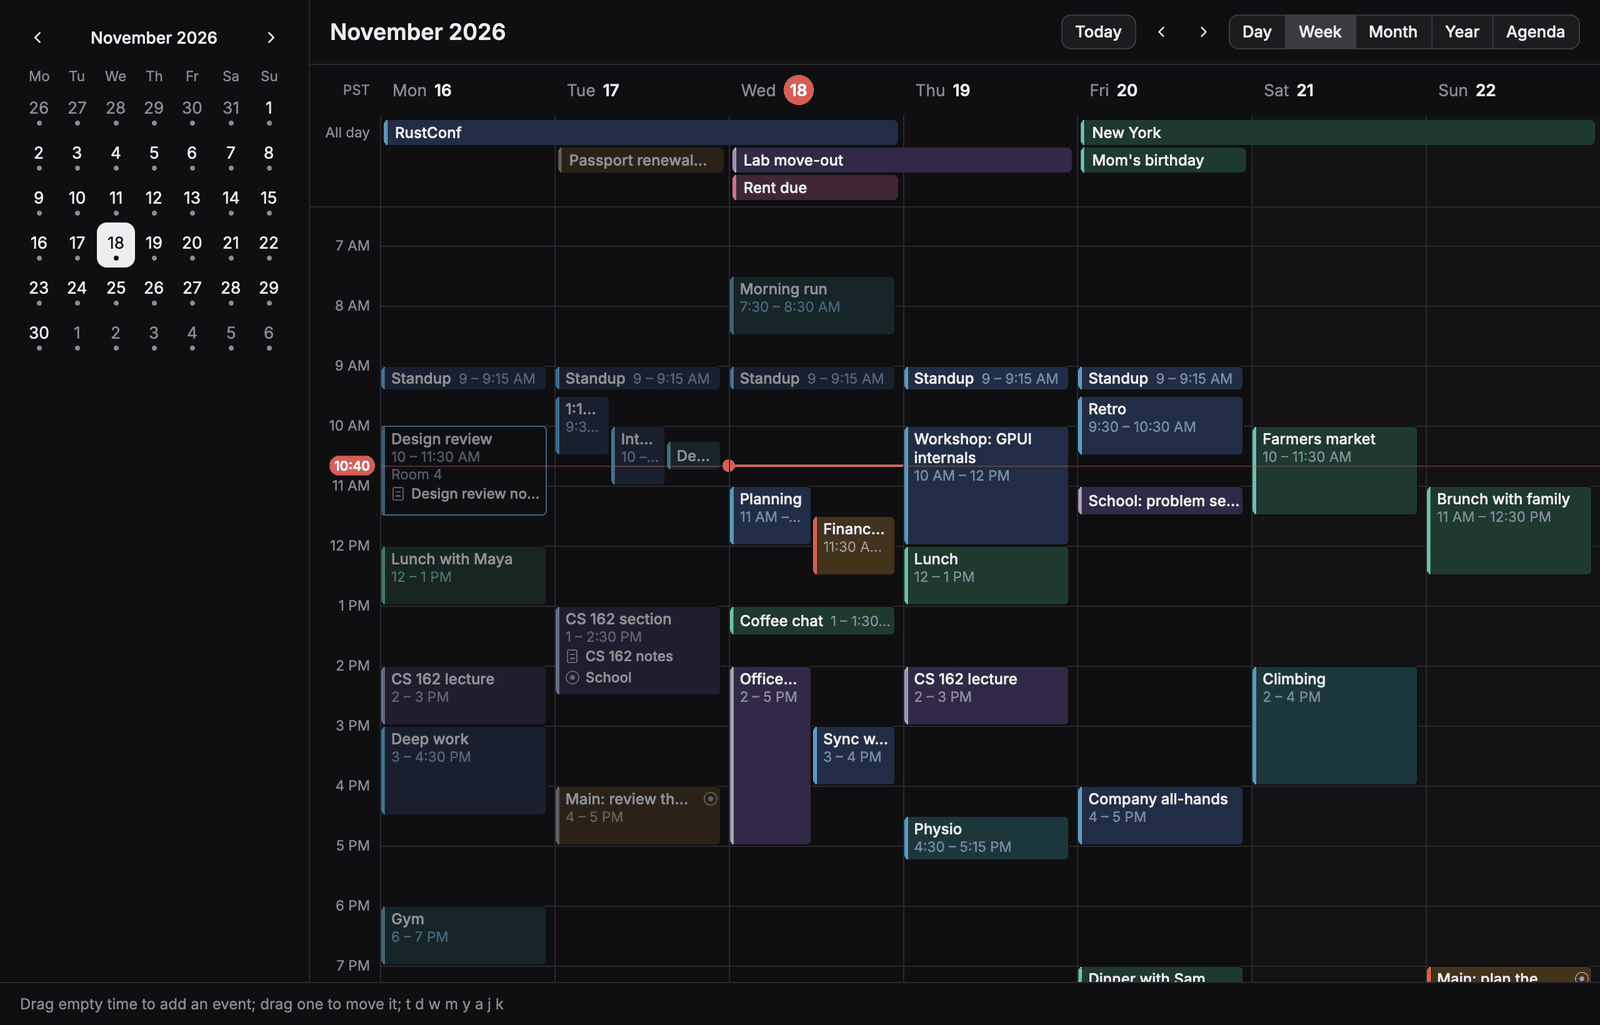 November 2026
Mo Tu We Th Fr Sa Su
26 27 28 29 30 31 1
2 3 4 5 6 7 8
9 10 11 12 13 14 15
16 17 18 19 20 21 22
23 24 25 26 27 28 29
30 1 2 3 4 5 6
November 2026
Today
Day Week Month Year Agenda
PST Mon 16 Tue 17 Wed 18 Thu 19 Fri 20 Sat 21 Sun 22
All day
RustConf
New York
Passport renewal...
Lab move-out
Mom's birthday
Rent due
7 AM
8 AM
9 AM
10 AM
10:40
11 AM
12 PM
1 PM
2 PM
3 PM
4 PM
5 PM
6 PM
7 PM
Standup 9 – 9:15 AM
Design review
10 – 11:30 AM
Room 4
Design review no...
Lunch with Maya
12 – 1 PM
CS 162 lecture
2 – 3 PM
Deep work
3 – 4:30 PM
Gym
6 – 7 PM
Standup 9 – 9:15 AM
1:1...
9:3...
Int...
10 –...
De...
CS 162 section
1 – 2:30 PM
CS 162 notes
School
Main: review th...
4 – 5 PM
Morning run
7:30 – 8:30 AM
Standup 9 – 9:15 AM
Planning
11 AM –...
Financ...
11:30 A...
Coffee chat 1 – 1:30...
Office...
2 – 5 PM
Sync w...
3 – 4 PM
Standup 9 – 9:15 AM
Workshop: GPUI
internals
10 AM – 12 PM
Lunch
12 – 1 PM
CS 162 lecture
2 – 3 PM
Physio
4:30 – 5:15 PM
Standup 9 – 9:15 AM
Retro
9:30 – 10:30 AM
School: problem se...
Company all-hands
4 – 5 PM
Dinner with Sam
Farmers market
10 – 11:30 AM
Climbing
2 – 4 PM
Brunch with family
11 AM – 12:30 PM
Main: plan the
Drag empty time to add an event; drag one to move it; t d w m y a j k